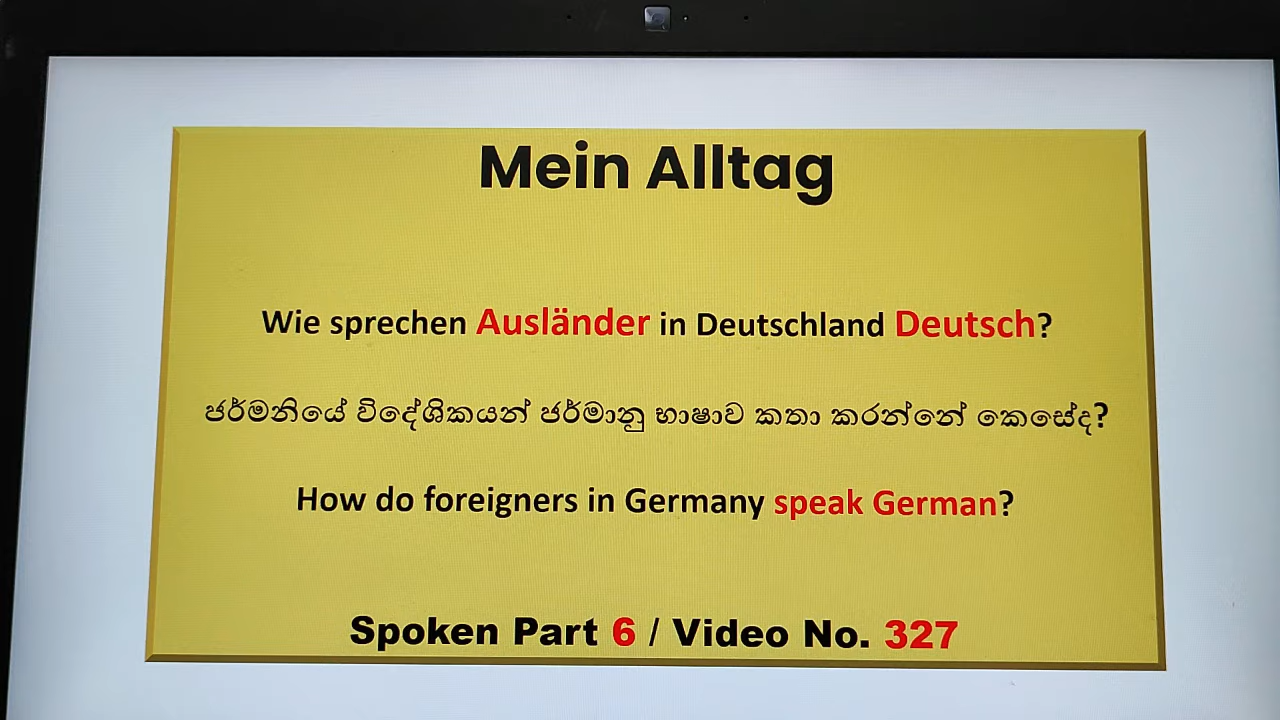 Mein Alltag
Wie sprechen Ausländer in Deutschland Deutsch?
ජර්මනියේ විදේශිකයන් ජර්මානු භාෂාව කතා කරන්නේ කෙසේද?
How do foreigners in Germany speak German?
Spoken Part 6 / Video No. 327